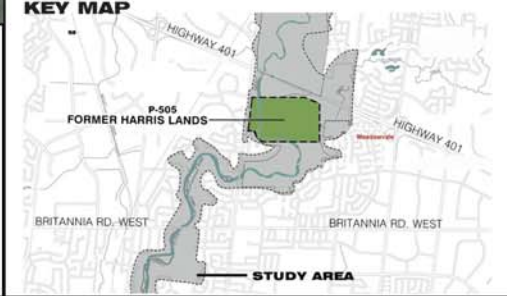 KEY MAP
HIGHWAY 401
P-505
FORMER HARRIS LANDS
Meadowvale
HIGHWAY 401
BRITANNIA RD. WEST
BRITANNIA RD. WEST
STUDY AREA